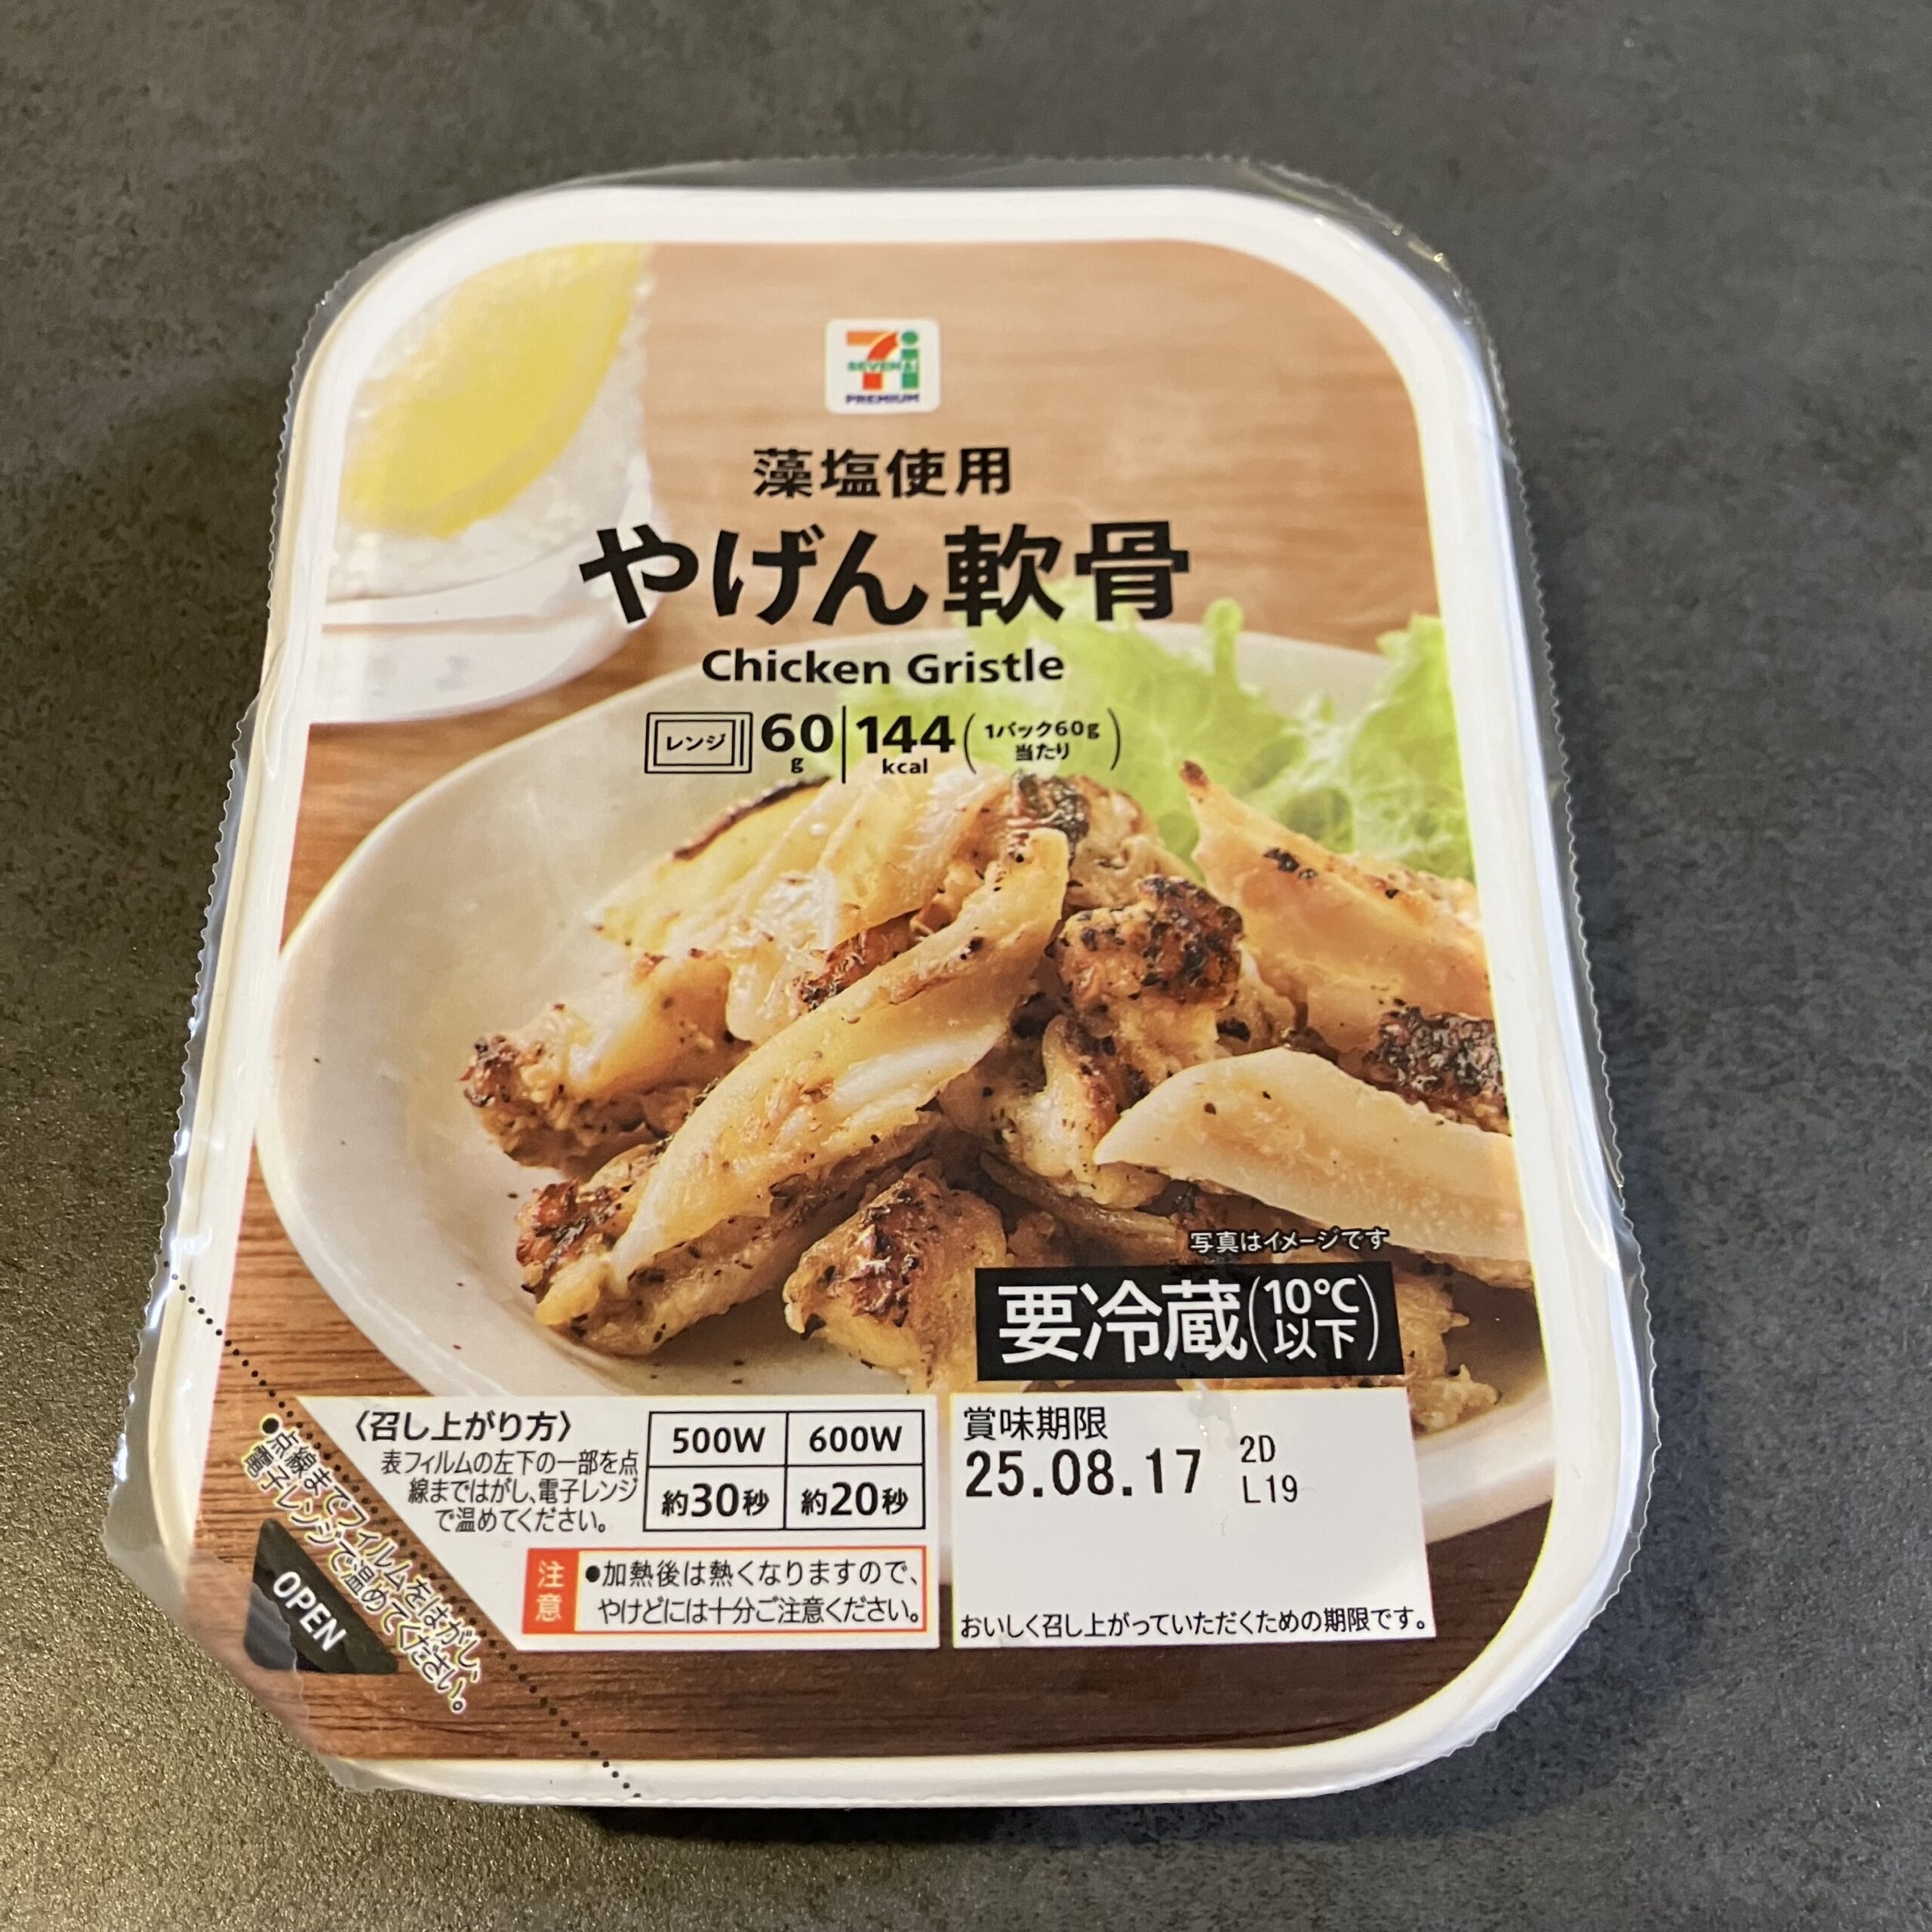 7i
SEVEN&i
PREMIUM
藻塩使用
やげん軟骨
Chicken Gristle
レンジ 60g 144kcal (1パック60g当たり)
写真はイメージです
要冷蔵(10℃以下)
〈召し上がり方〉
表フィルムの左下の一部を点
線まではがし、電子レンジ
で温めてください。
500W 600W
約30秒 約20秒
注意
●加熱後は熱くなりますので、
やけどには十分ご注意ください。
賞味期限
25.08.17 2D
L19
おいしく召し上がっていただくための期限です。
●点線までフィルムをはがし、
電子レンジで温めてください。
OPEN